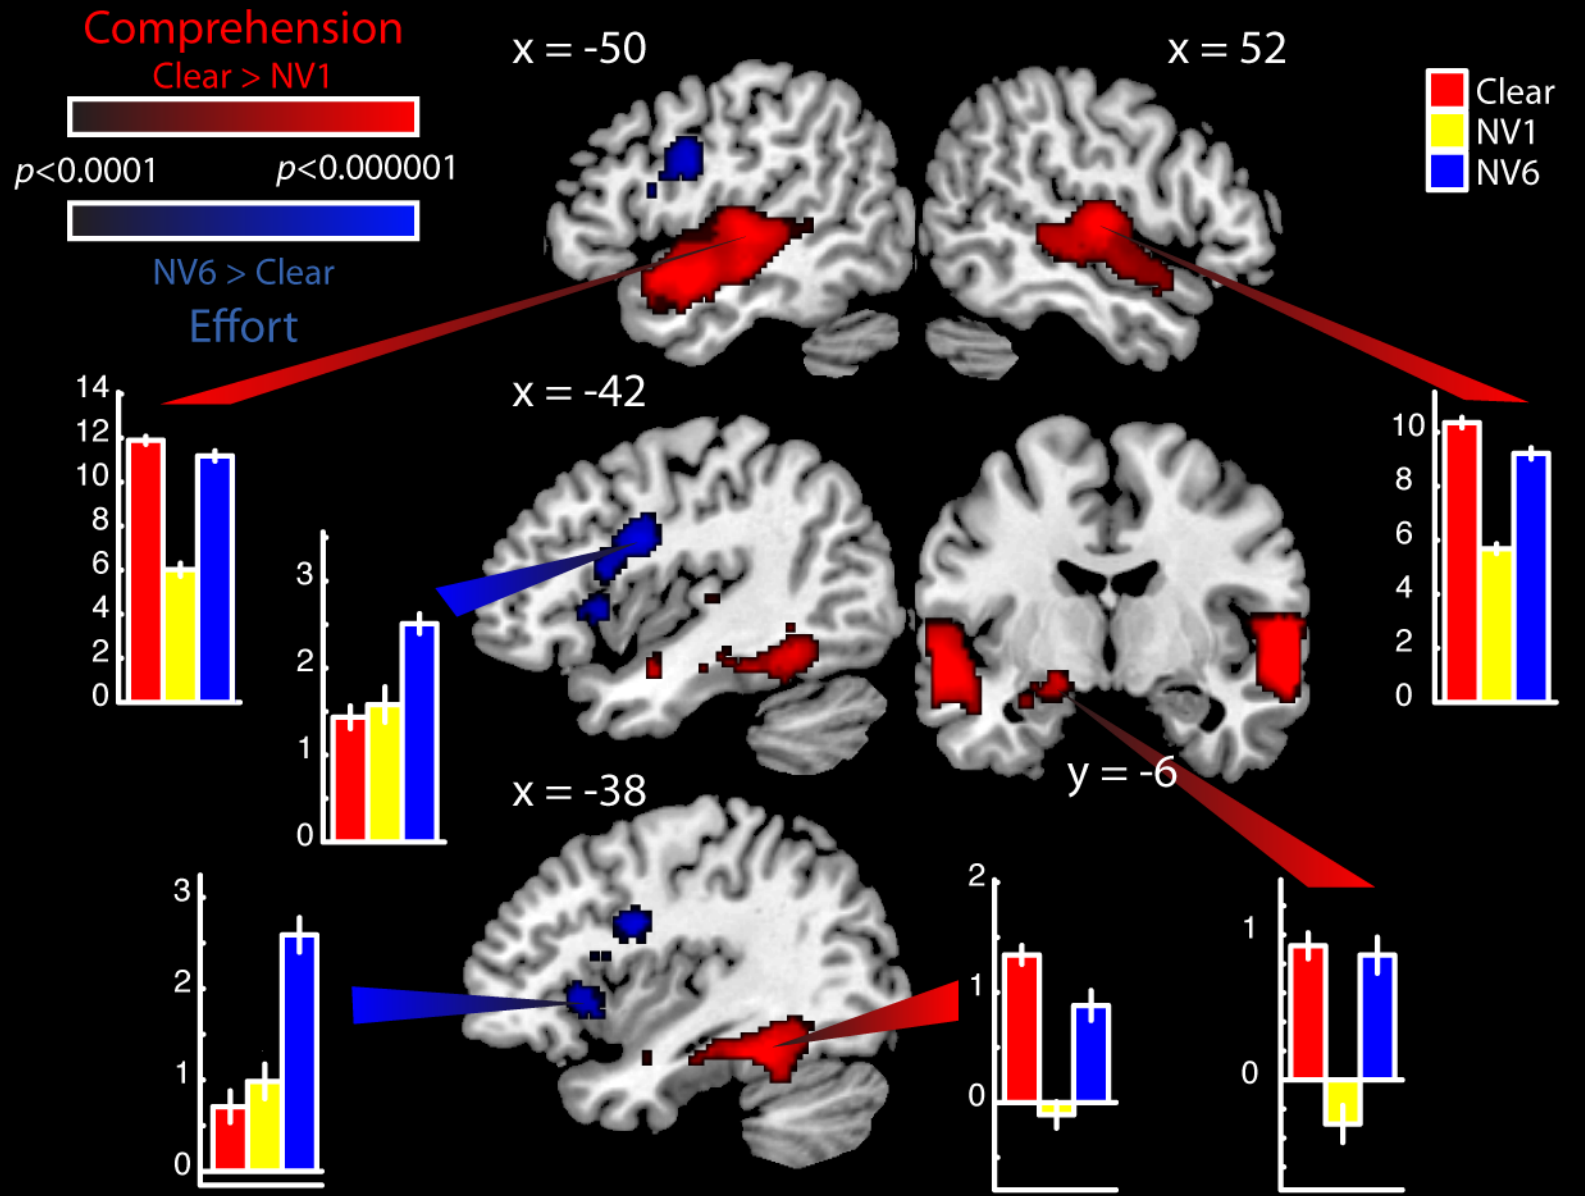 Comprehension
Clear > NV1
p<0.0001
p<0.000001
NV6 > Clear
Effort
x = -50
x = 52
Clear
NV1
NV6
14
12
10
8
6
4
2
0
x = -42
3
2
1
0
10
8
6
4
2
0
y = -6
x = -38
3
2
1
0
2
1
0
1
0